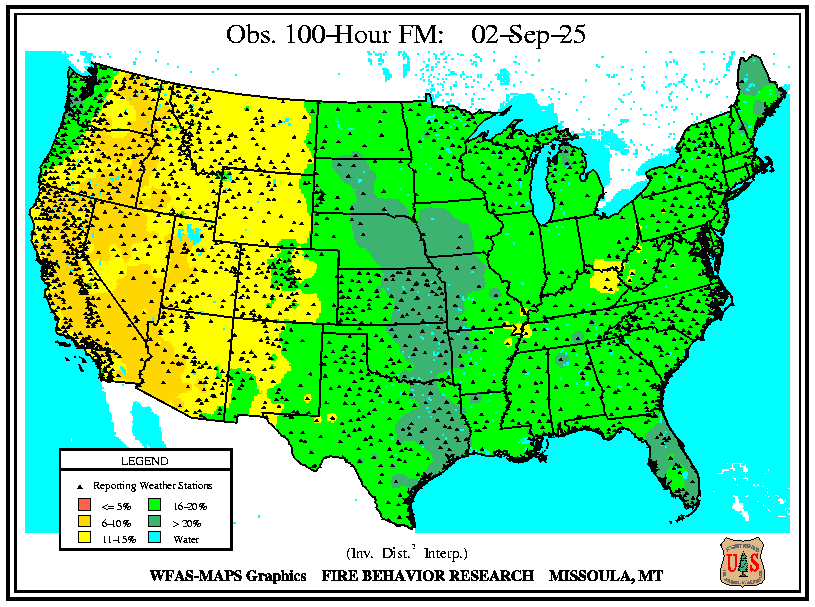 Obs. 100-Hour FM: 02-Sep-25
LEGEND
Reporting Weather Stations
<= 5%
16-20%
6-10%
> 20%
11-15%
Water
(Inv. Dist.² Interp.)
WFAS-MAPS Graphics FIRE BEHAVIOR RESEARCH MISSOULA, MT
US